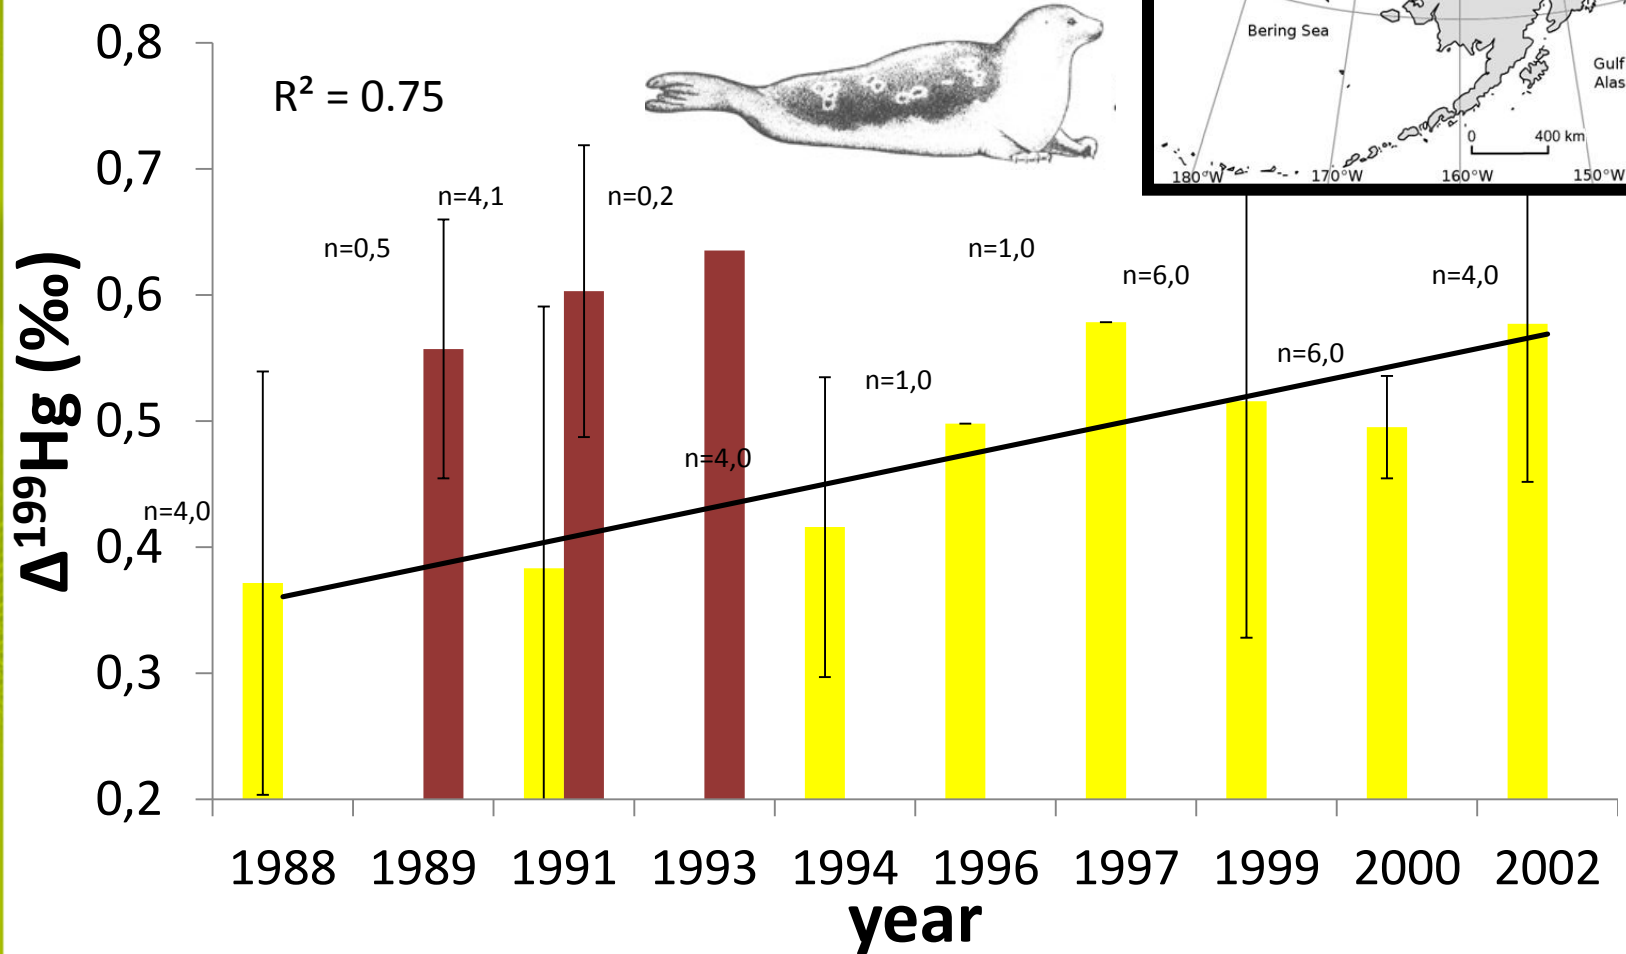 0,8
0,7
0,6
0,5
0,4
0,3
0,2
Δ¹⁹⁹Hg (‰)
R² = 0.75
n=4,0
n=0,5
n=4,1
n=0,2
n=4,0
n=1,0
n=1,0
n=6,0
n=6,0
n=4,0
Bering Sea
Gulf
Alas
0 400 km
180°W 170°W 160°W 150°W
1988 1989 1991 1993 1994 1996 1997 1999 2000 2002
year